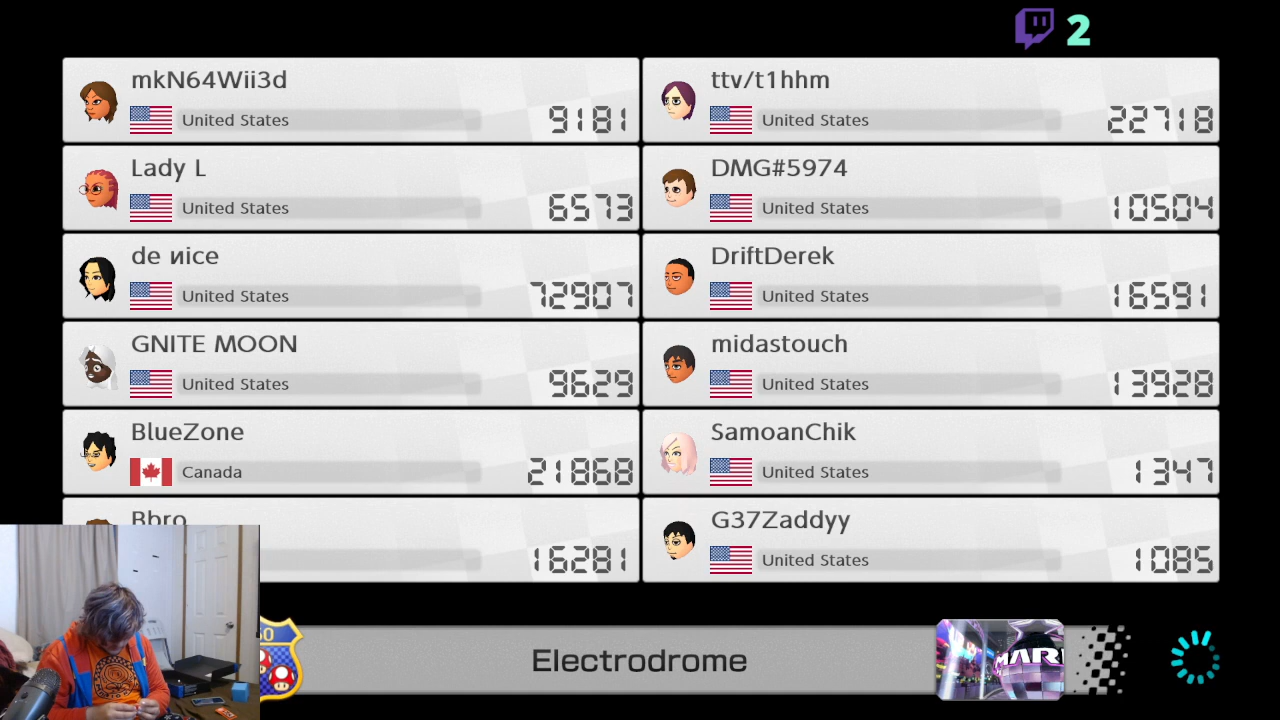 2
mkN64Wii3d
United States
9181
ttv/t1hhm
United States
22718
Lady L
United States
6573
DMG#5974
United States
10504
de иice
United States
72907
DriftDerek
United States
16591
GNITE MOON
United States
9629
midastouch
United States
13928
BlueZone
Canada
21868
SamoanChik
United States
1347
Bbro
16281
G37Zaddyy
United States
1085
Electrodrome
MARI